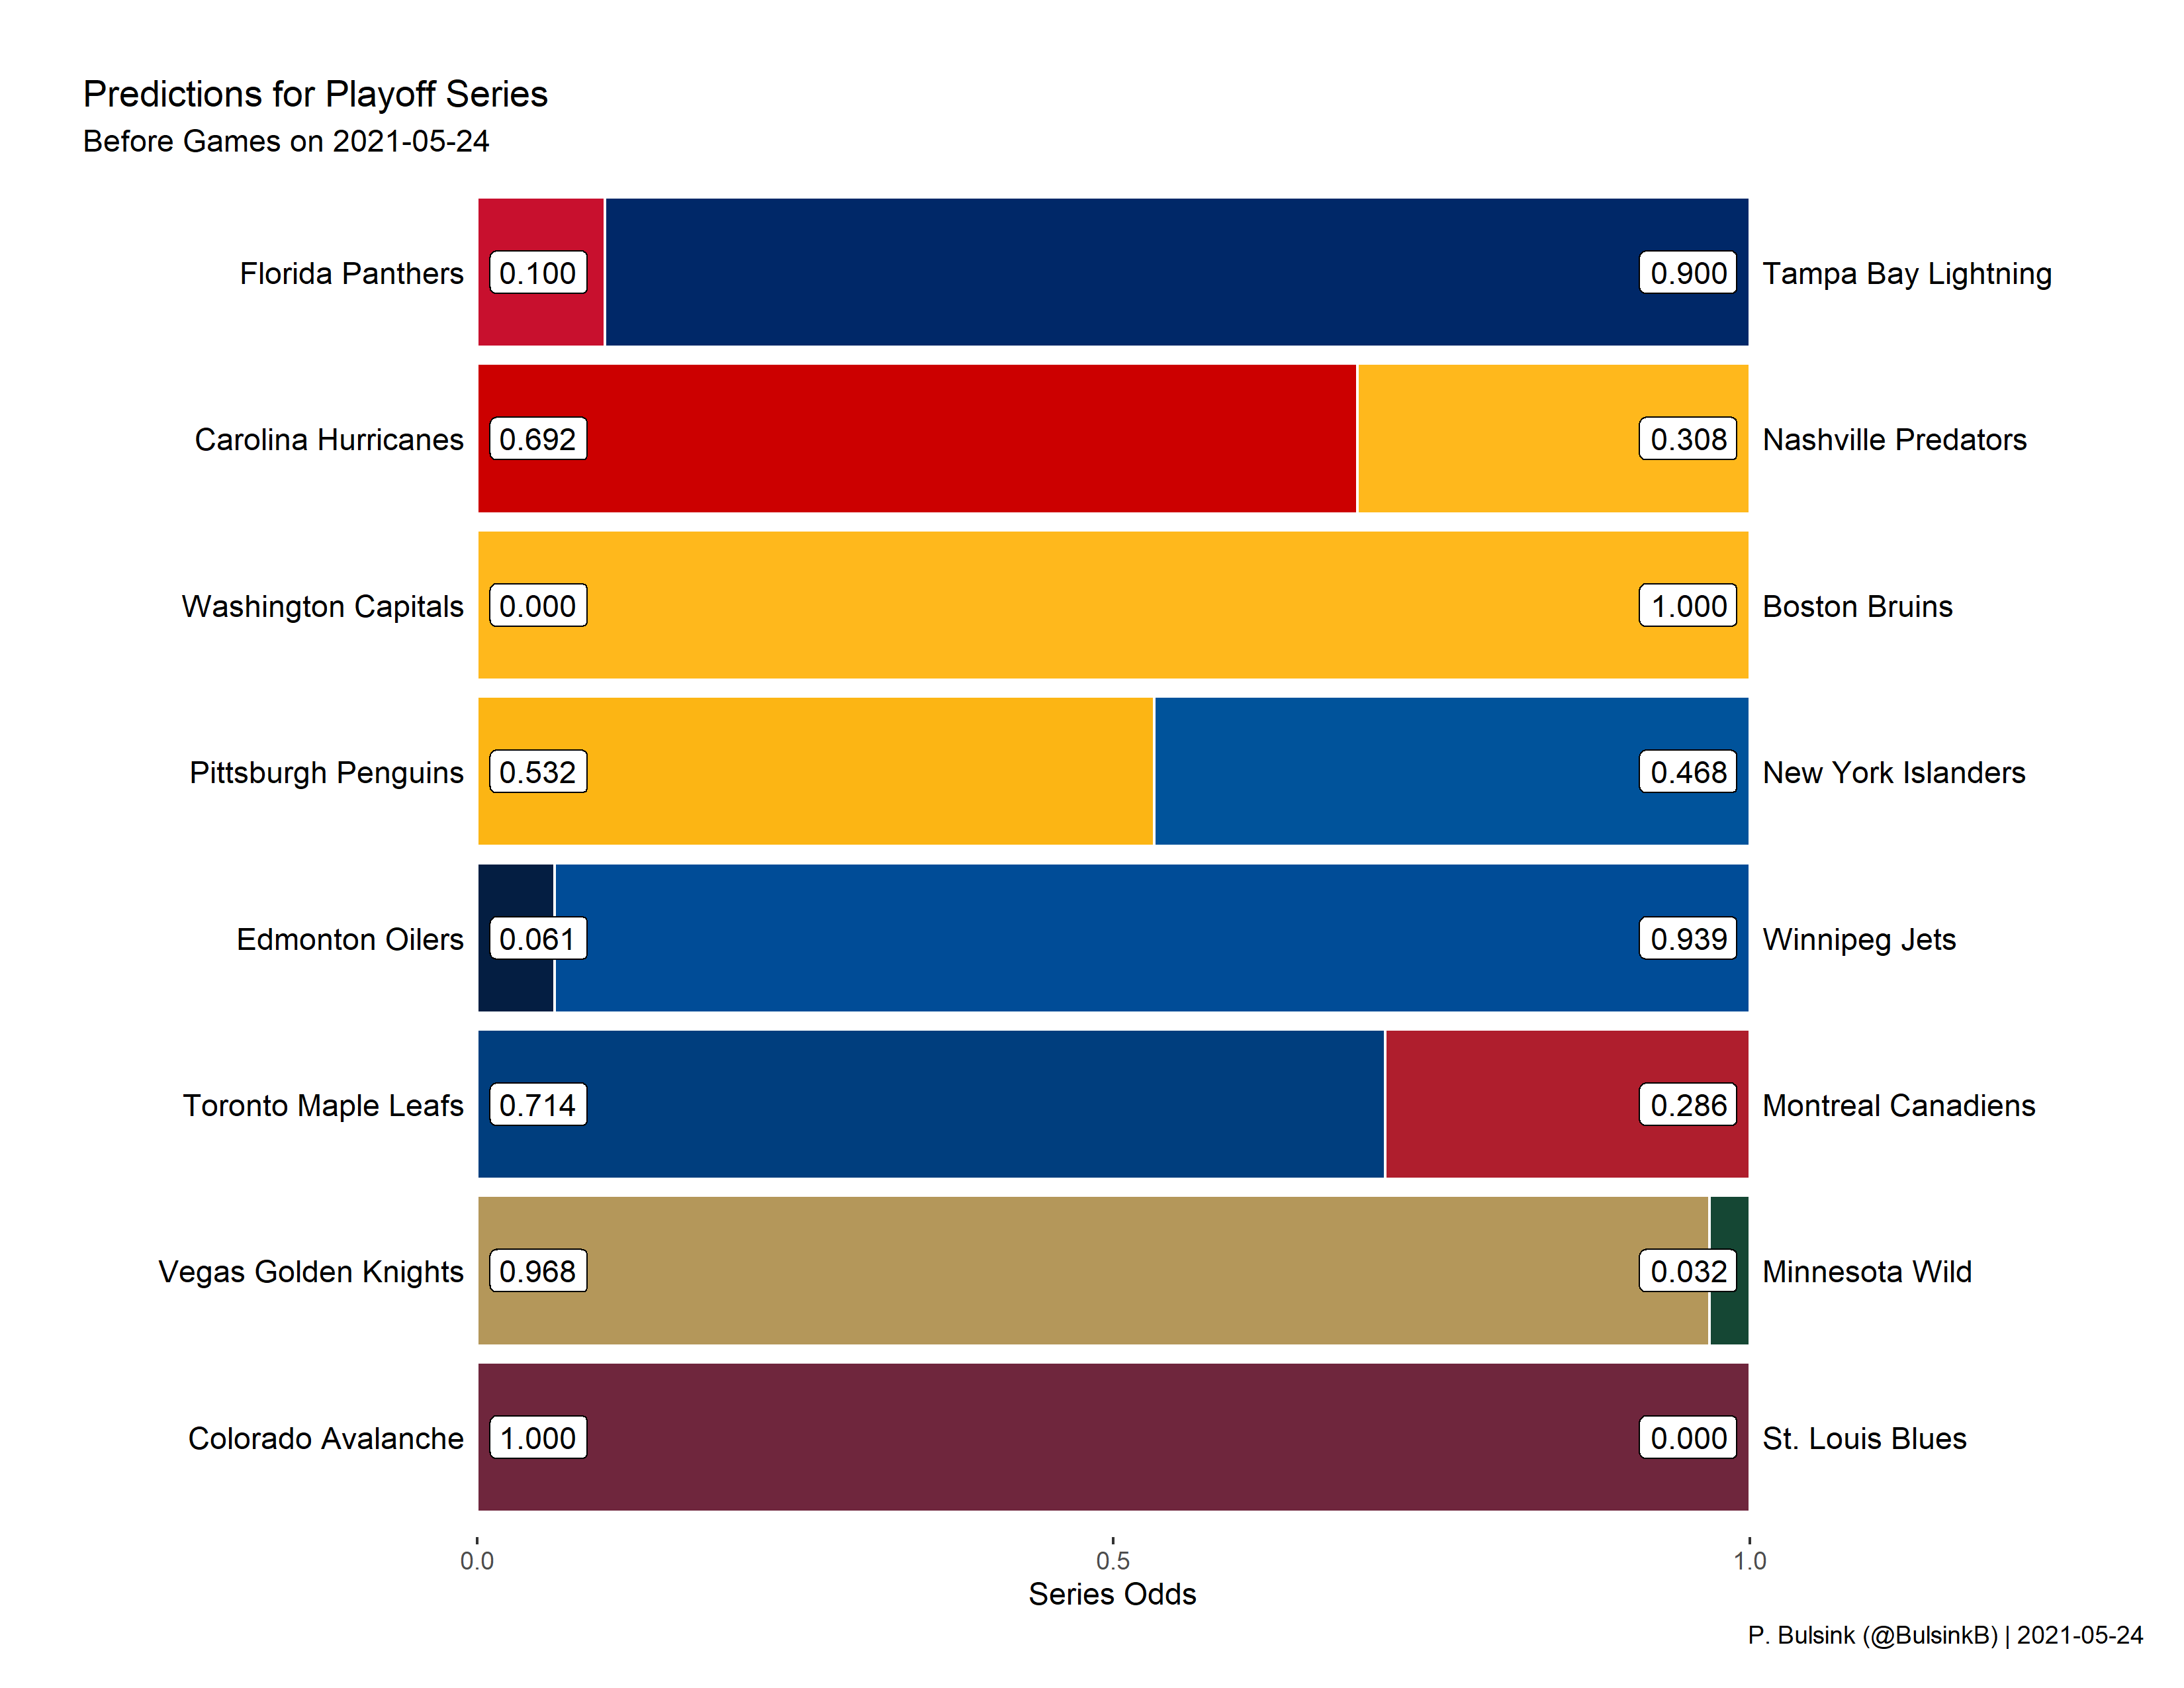 Predictions for Playoff Series
Before Games on 2021-05-24
Florida Panthers 0.100 0.900 Tampa Bay Lightning
Carolina Hurricanes 0.692 0.308 Nashville Predators
Washington Capitals 0.000 1.000 Boston Bruins
Pittsburgh Penguins 0.532 0.468 New York Islanders
Edmonton Oilers 0.061 0.939 Winnipeg Jets
Toronto Maple Leafs 0.714 0.286 Montreal Canadiens
Vegas Golden Knights 0.968 0.032 Minnesota Wild
Colorado Avalanche 1.000 0.000 St. Louis Blues
0.0 0.5 1.0
Series Odds
P. Bulsink (@BulsinkB) | 2021-05-24